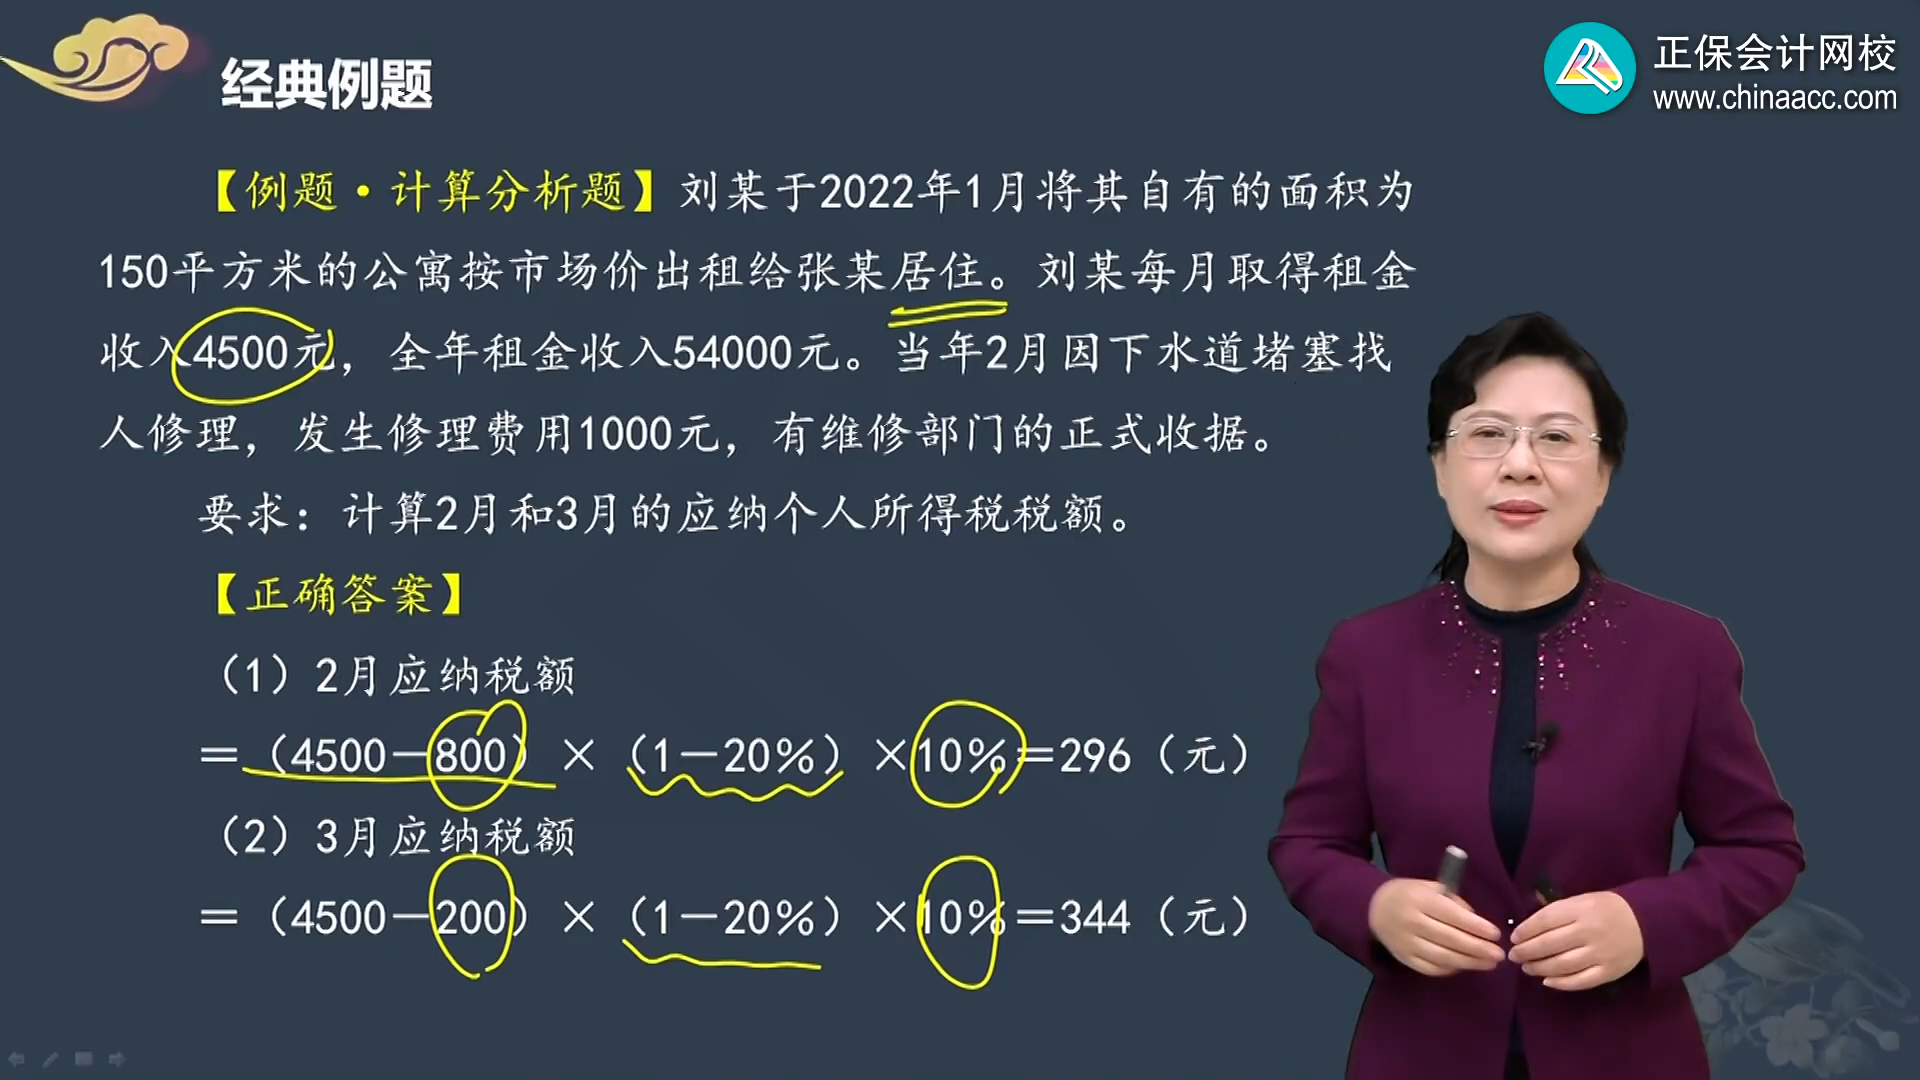 经典例题
正保会计网校
www.chinaacc.com
【例题·计算分析题】刘某于2022年1月将其自有的面积为
150平方米的公寓按市场价出租给张某居住。刘某每月取得租金
收入4500元，全年租金收入54000元。当年2月因下水道堵塞找
人修理，发生修理费用1000元，有维修部门的正式收据。
要求：计算2月和3月的应纳个人所得税税额。
【正确答案】
（1）2月应纳税额
＝（4500－800）×（1－20%）×10%＝296（元）
（2）3月应纳税额
＝（4500－200）×（1－20%）×10%＝344（元）